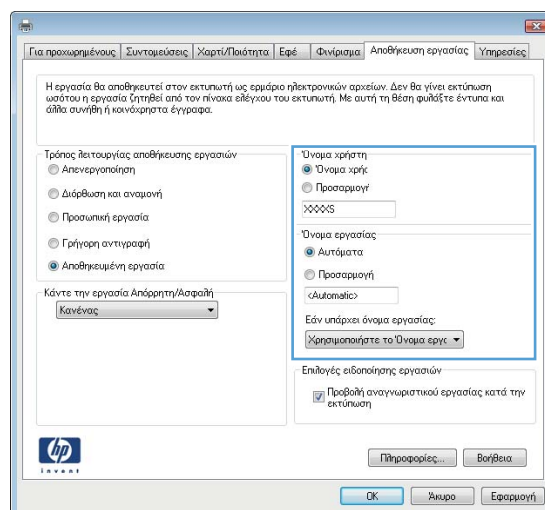 Για προχωρημένους Συντομεύσεις Χαρτί/Ποιότητα Εφέ Φινίρισμα Αποθήκευση εργασίας Υπηρεσίες
Η εργασία θα αποθηκευτεί στον εκτυπωτή ως ερμάριο ηλεκτρονικών αρχείων. Δεν θα γίνει εκτύπωση
ωσότου η εργασία ζητηθεί από τον πίνακα ελέγχου του εκτυπωτή. Με αυτή τη θέση φυλάξτε έντυπα και
άλλα συνήθη ή κοινόχρηστα έγγραφα.
Τρόπος λειτουργίας αποθήκευσης εργασιών
Απενεργοποίηση
Διόρθωση και αναμονή
Προσωπική εργασία
Γρήγορη αντιγραφή
Αποθηκευμένη εργασία
Κάντε την εργασία Απόρρητη/Ασφαλή
Κανένας
Όνομα χρήστη
Όνομα χρής
Προσαρμογή
XXXXS
Όνομα εργασίας
Αυτόματα
Προσαρμογή
<Automatic>
Εάν υπάρχει όνομα εργασίας:
Χρησιμοποιήστε το Όνομα εργς
Επιλογές ειδοποίησης εργασιών
Προβολή αναγνωριστικού εργασίας κατά την
εκτύπωση
hp
invent
Πληροφορίες... Βοήθεια
OK Άκυρο Εφαρμογή